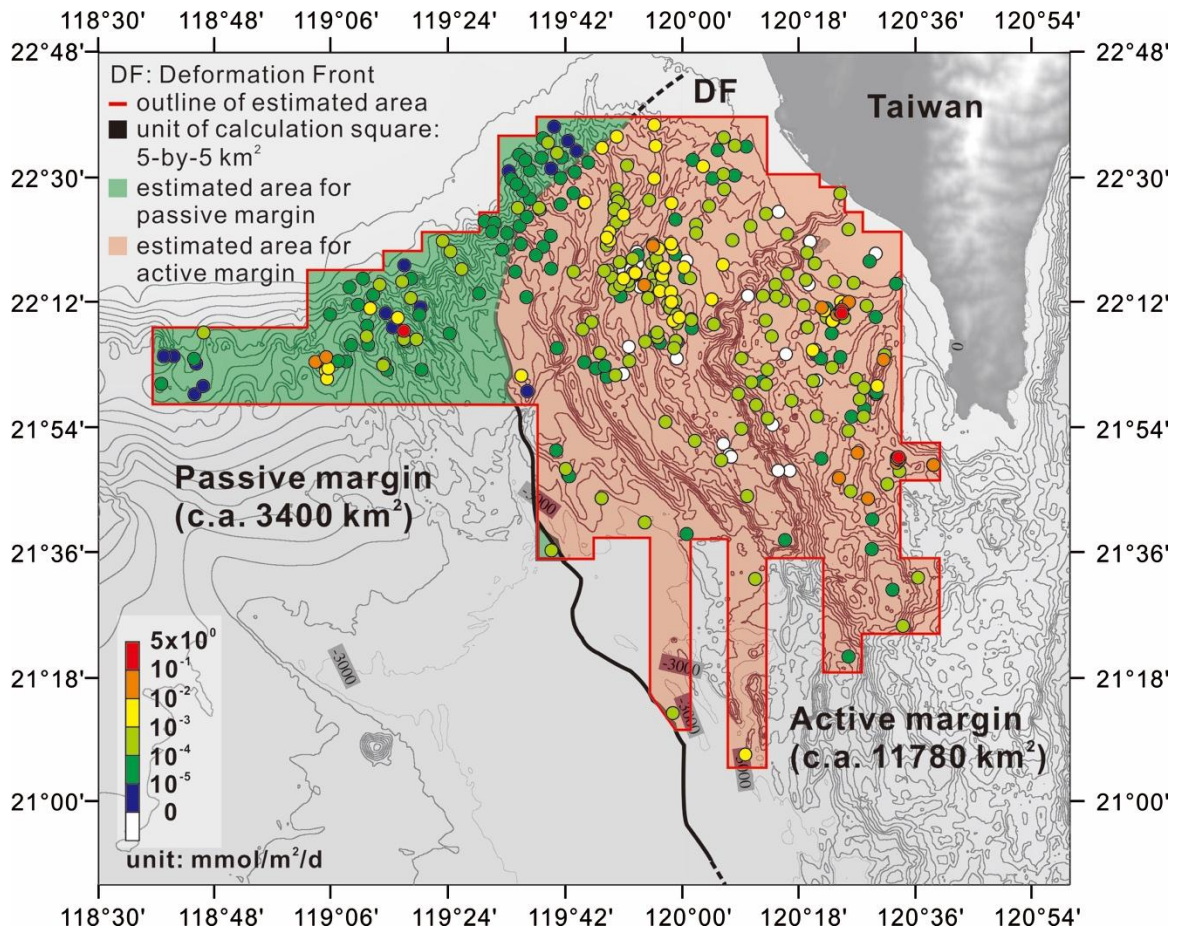 118°30' 118°48' 119°06' 119°24' 119°42' 120°00' 120°18' 120°36' 120°54'
22°48' 22°48'
DF: Deformation Front
outline of estimated area
unit of calculation square:
5-by-5 km²
estimated area for
passive margin
estimated area for
active margin
DF
Taiwan
22°30' 22°30'
22°12' 22°12'
0
21°54' 21°54'
Passive margin
(c.a. 3400 km²)
21°36' 21°36'
-3000
-3000
-3000
21°18' 21°18'
Active margin
(c.a. 11780 km²)
21°00' 21°00'
5x10⁰
10⁻¹
10⁻²
10⁻³
10⁻⁴
10⁻⁵
0
unit: mmol/m²/d
118°30' 118°48' 119°06' 119°24' 119°42' 120°00' 120°18' 120°36' 120°54'